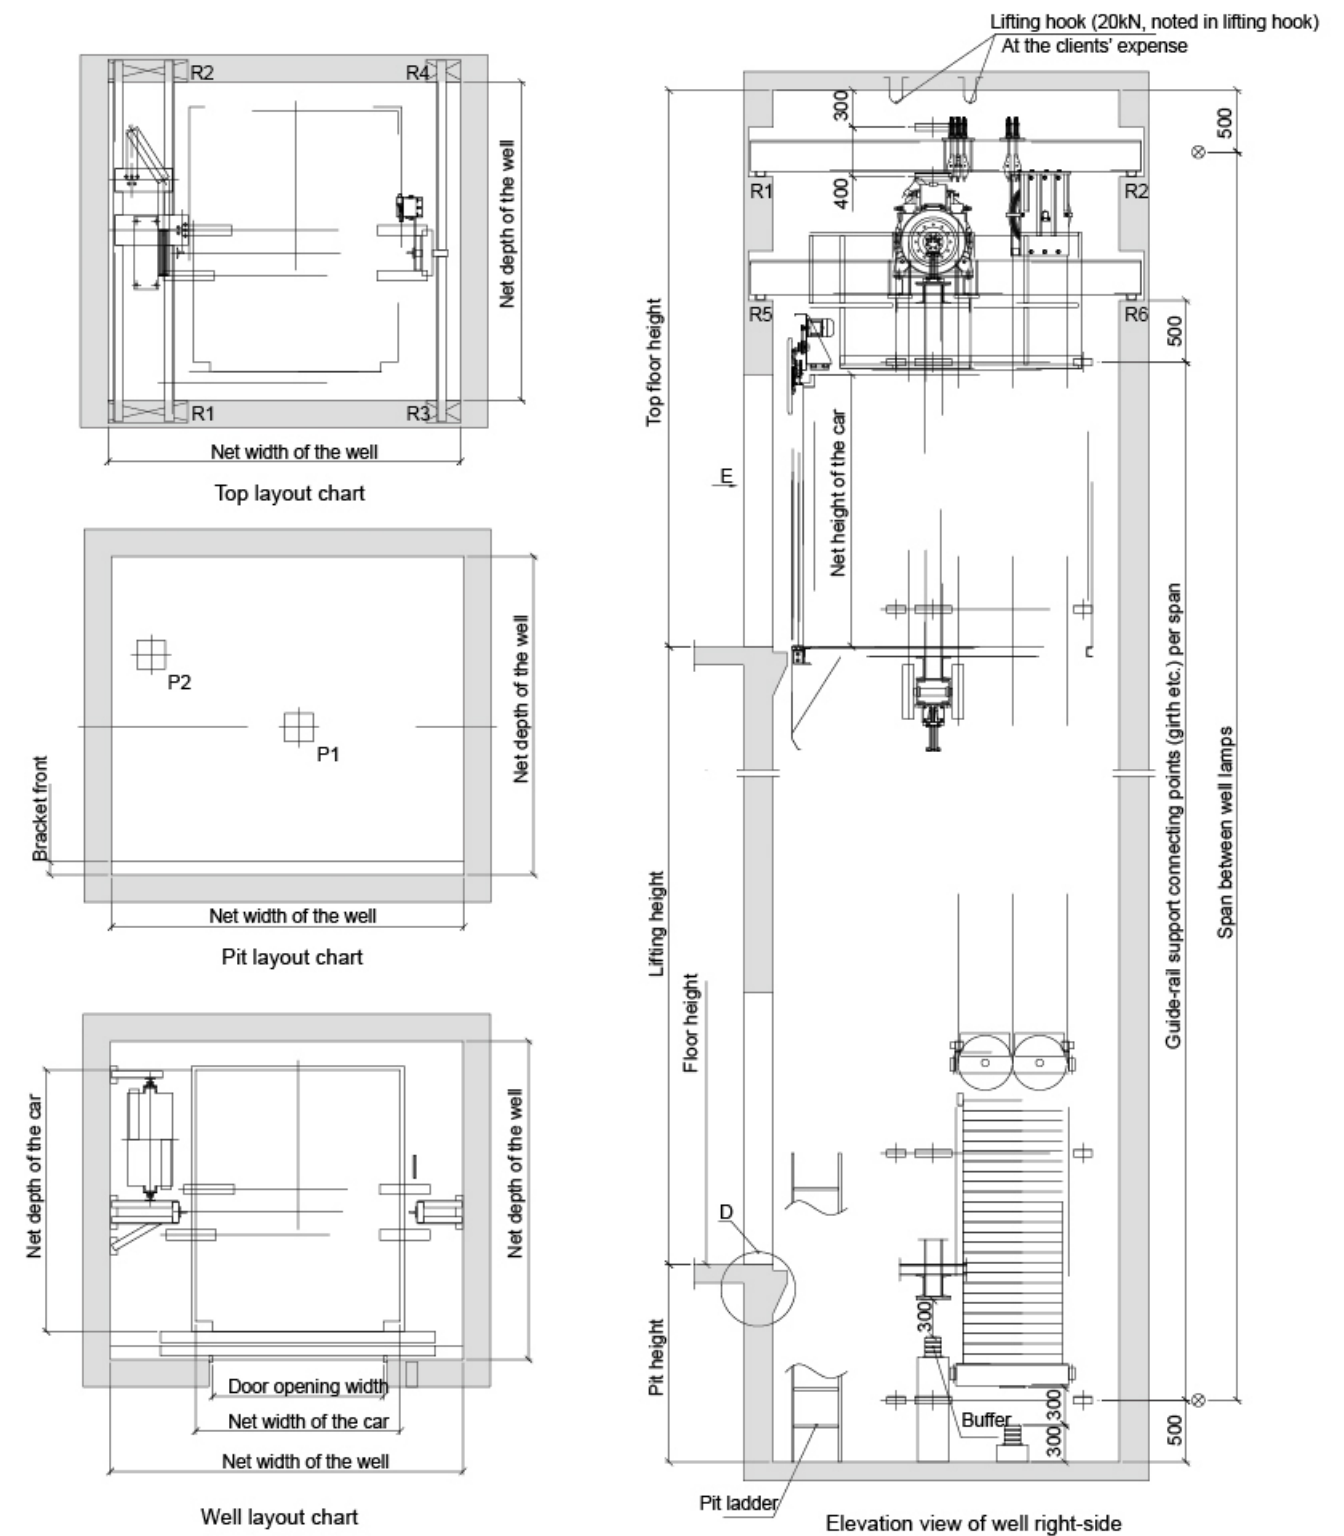 Lifting hook (20kN, noted in lifting hook)
At the clients' expense
R2
R4
Net depth of the well
R1
R3
Net width of the well
Top layout chart
P2
P1
Net depth of the well
Bracket front
Net width of the well
Pit layout chart
Net depth of the car
Net depth of the well
Door opening width
Net width of the car
Net width of the well
Well layout chart
300
500
R1
400
R2
R5
R6
500
Top floor height
Net height of the car
E
Guide-rail support connecting points (girth etc.) per span
Span between well lamps
Lifting height
Floor height
D
300
Pit height
Buffer
300
300
500
Pit ladder
Elevation view of well right-side